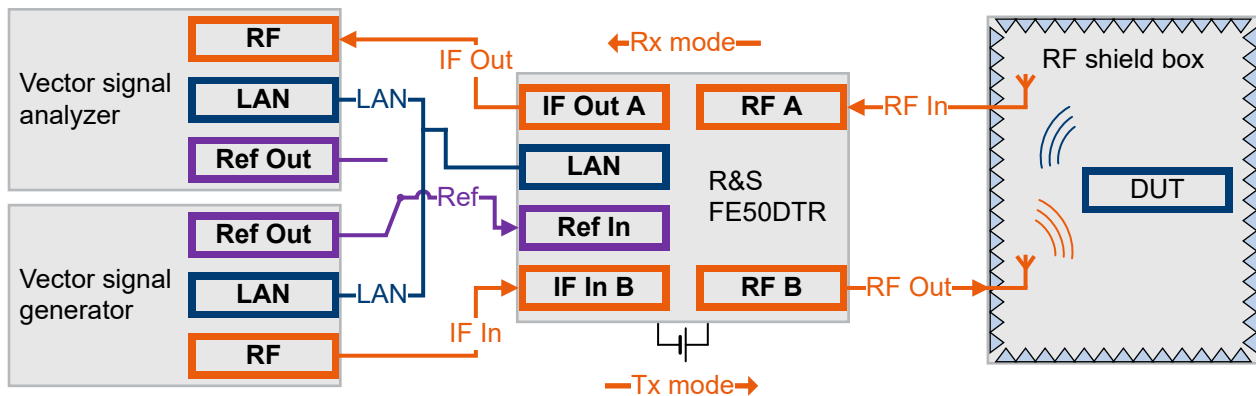 Vector signal
analyzer
RF
LAN
Ref Out
Vector signal
generator
Ref Out
LAN
RF
IF Out
LAN
Ref
LAN
IF In
Rx mode
IF Out A
LAN
Ref In
IF In B
RF A
R&S
FE50DTR
RF B
Tx mode
RF In
RF Out
RF shield box
DUT